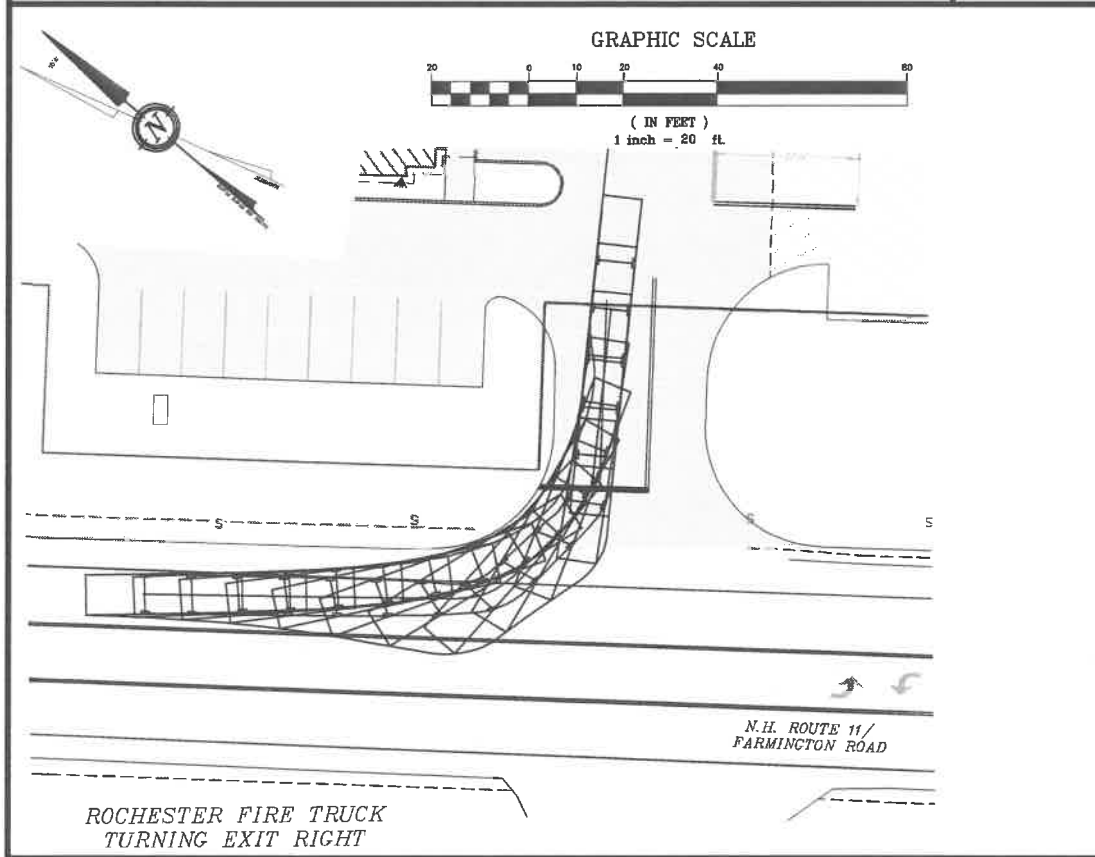 GRAPHIC SCALE
20 0 10 20 40 80
( IN FEET )
1 inch = 20 ft.
N
S S S S
N.H. ROUTE 11/
FARMINGTON ROAD
ROCHESTER FIRE TRUCK
TURNING EXIT RIGHT